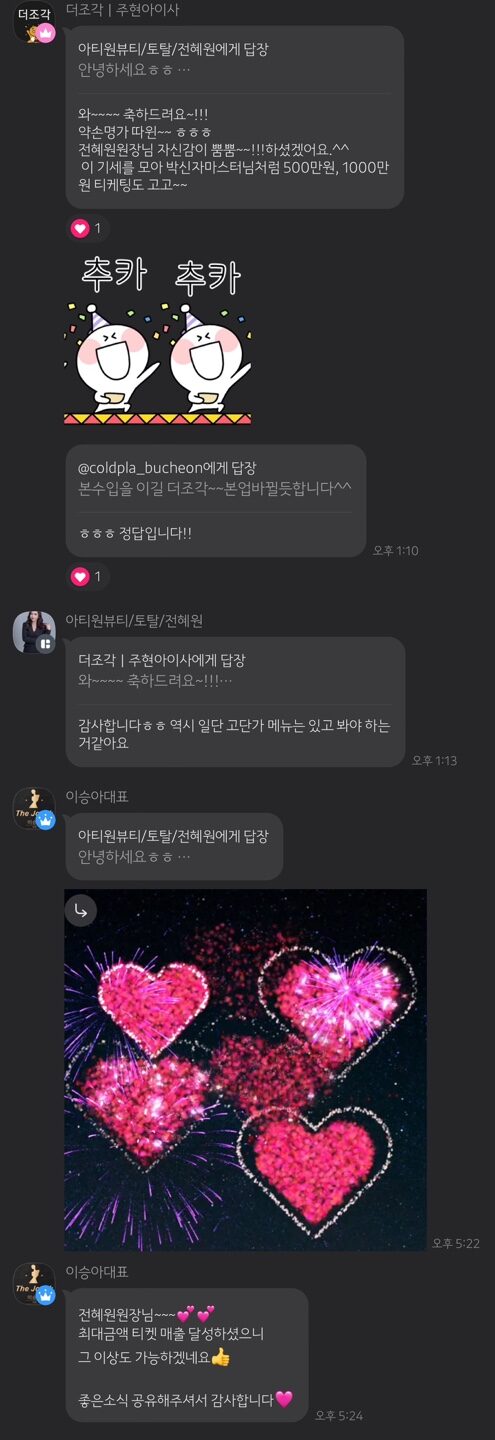 더조각
더조각 | 주현아이사
아티원뷰티/토탈/전혜원에게 답장
안녕하세요ㅎㅎ ...
와~~~~ 축하드려요~!!!
약손명가 따윈~~ ㅎㅎㅎ
전혜원원장님 자신감이 뿜뿜~~!!!하셨겠어요.^^
이 기세를 모아 박신자마스터님처럼 500만원, 1000만
원 티케팅도 고고~~
1
추카 추카
@coldpla_bucheon에게 답장
본수입을 이길 더조각~~본업바뀔듯합니다^^
ㅎㅎㅎ 정답입니다!!
오후 1:10
1
아티원뷰티/토탈/전혜원
더조각 | 주현아이사에게 답장
와~~~~ 축하드려요~!!!...
감사합니다ㅎㅎ 역시 일단 고단가 메뉴는 있고 봐야 하는
거같아요
오후 1:13
이승아대표
아티원뷰티/토탈/전혜원에게 답장
안녕하세요ㅎㅎ ...
오후 5:22
이승아대표
전혜원원장님~~~💕💕
최대금액 티켓 매출 달성하셨으니
그 이상도 가능하겠네요👍
좋은소식 공유해주셔서 감사합니다💗
오후 5:24